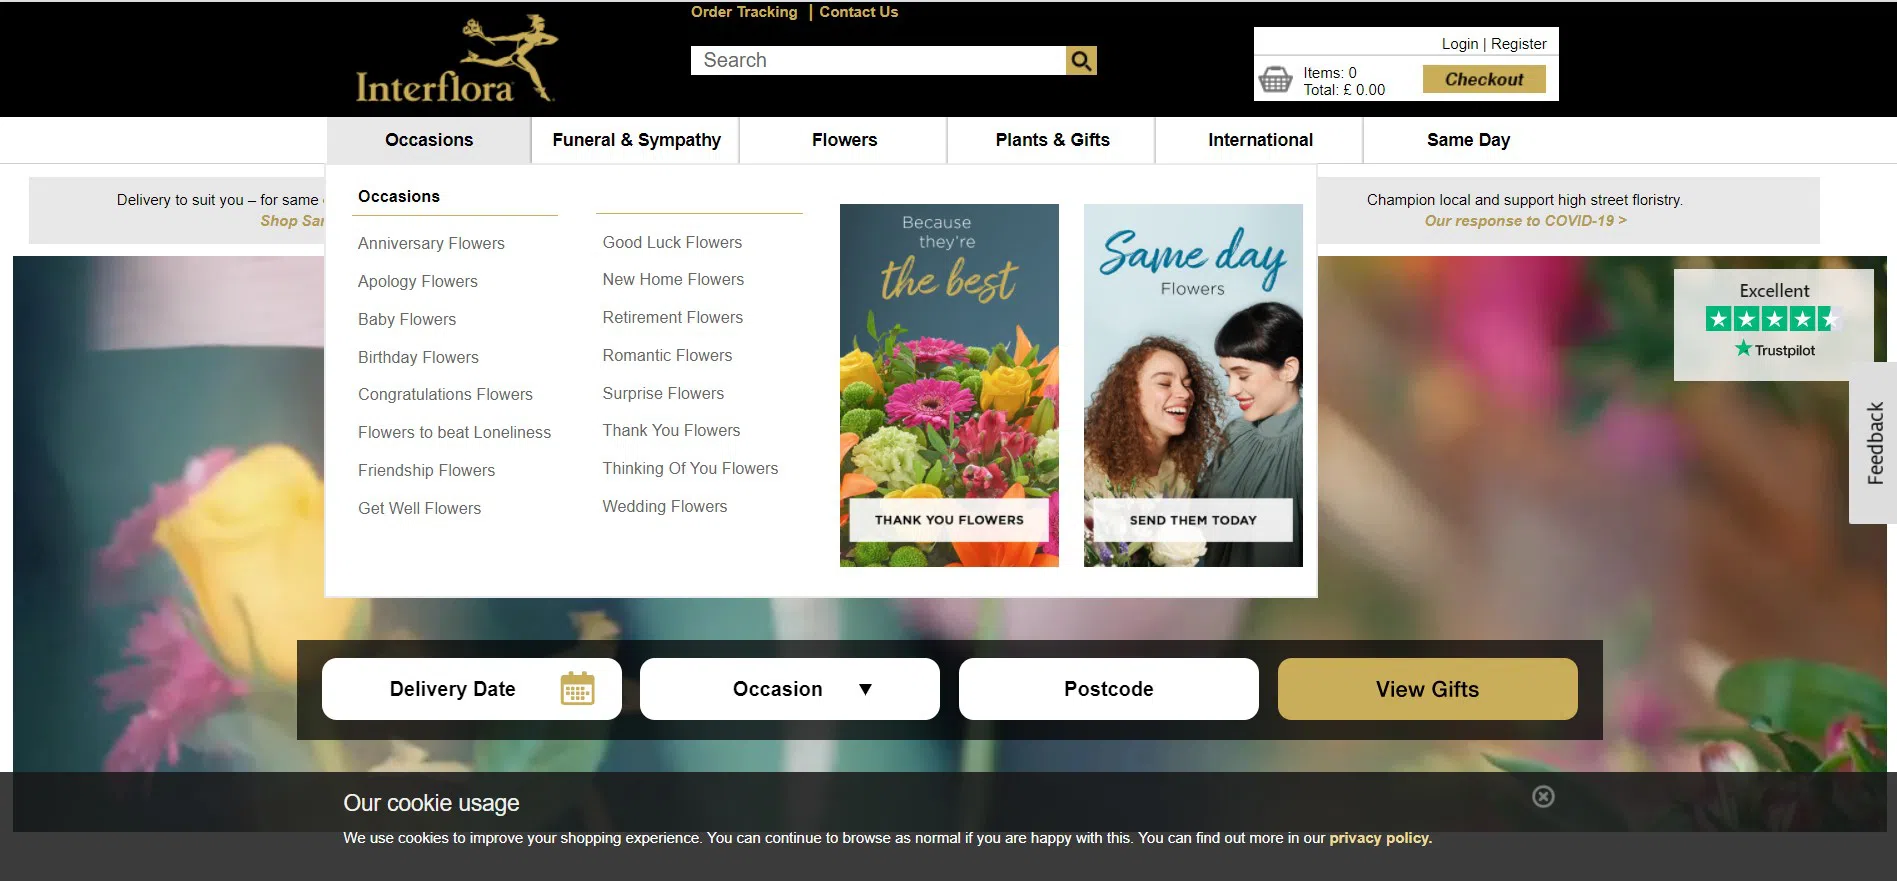 Order Tracking | Contact Us
Interflora
Search
Login | Register
Items: 0
Total: £ 0.00
Checkout
Occasions
Funeral & Sympathy
Flowers
Plants & Gifts
International
Same Day
Delivery to suit you – for same
Shop
Champion local and support high street floristry.
Our response to COVID-19 >
Occasions
Anniversary Flowers
Apology Flowers
Baby Flowers
Birthday Flowers
Congratulations Flowers
Flowers to beat Loneliness
Friendship Flowers
Get Well Flowers
Good Luck Flowers
New Home Flowers
Retirement Flowers
Romantic Flowers
Surprise Flowers
Thank You Flowers
Thinking Of You Flowers
Wedding Flowers
Because
they're
the best
THANK YOU FLOWERS
Same day
Flowers
SEND THEM TODAY
Excellent
Trustpilot
Feedback
Delivery Date
Occasion ▼
Postcode
View Gifts
Our cookie usage
We use cookies to improve your shopping experience. You can continue to browse as normal if you are happy with this. You can find out more in our privacy policy.